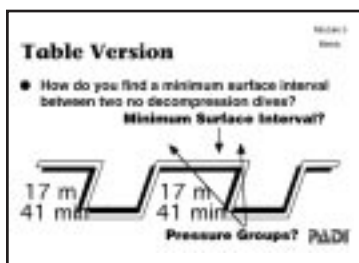 Table Version
● How do you find a minimum surface interval
between two no decompression dives?
Minimum Surface Interval?
17 m 17 m
41 min 41 min
Pressure Groups? PADI